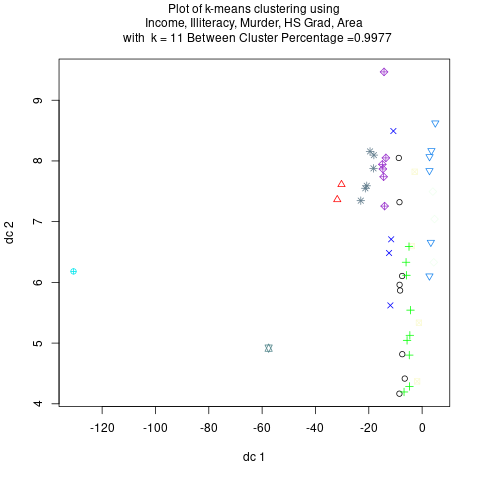 Plot of k-means clustering using
Income, Illiteracy, Murder, HS Grad, Area
with k = 11 Between Cluster Percentage =0.9977
9
8
7
6
5
4
dc 2
-120 -100 -80 -60 -40 -20 0
dc 1